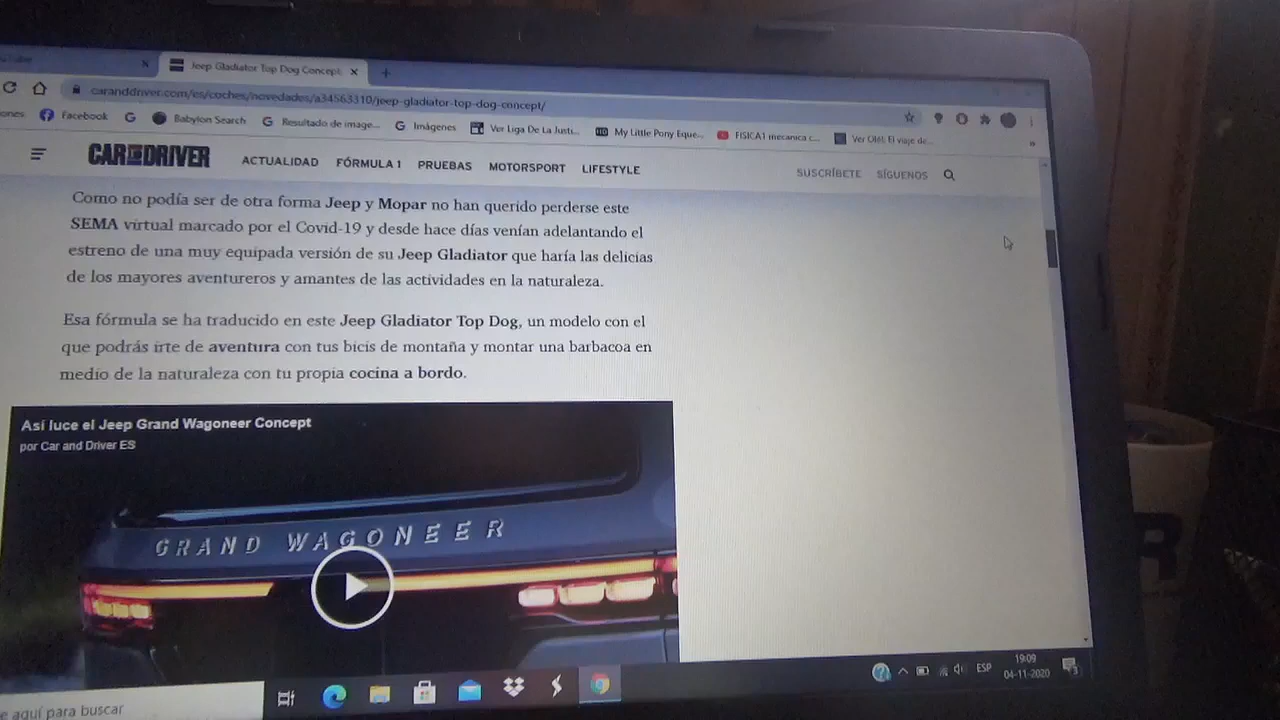 Jeep Gladiator Top Dog Concept
caranddriver.com/es/coches/novedades/a34563310/jeep-gladiator-top-dog-concept/
Facebook
Babylon Search
Resultado de image...
Imágenes
Ver Liga De La Justi...
My Little Pony Eque...
FISICA1 mecanica c...
Ver Olé!: El viaje de...
CAR AND DRIVER
ACTUALIDAD
FÓRMULA 1
PRUEBAS
MOTORSPORT
LIFESTYLE
SUSCRÍBETE
SÍGUENOS
Como no podía ser de otra forma Jeep y Mopar no han querido perderse este
SEMA virtual marcado por el Covid-19 y desde hace días venían adelantando el
estreno de una muy equipada versión de su Jeep Gladiator que haría las delicias
de los mayores aventureros y amantes de las actividades en la naturaleza.
Esa fórmula se ha traducido en este Jeep Gladiator Top Dog, un modelo con el
que podrás irte de aventura con tus bicis de montaña y montar una barbacoa en
medio de la naturaleza con tu propia cocina a bordo.
Así luce el Jeep Grand Wagoneer Concept
por Car and Driver ES
GRAND WAGONEER
e aquí para buscar
ESP
19:09
04-11-2020
3